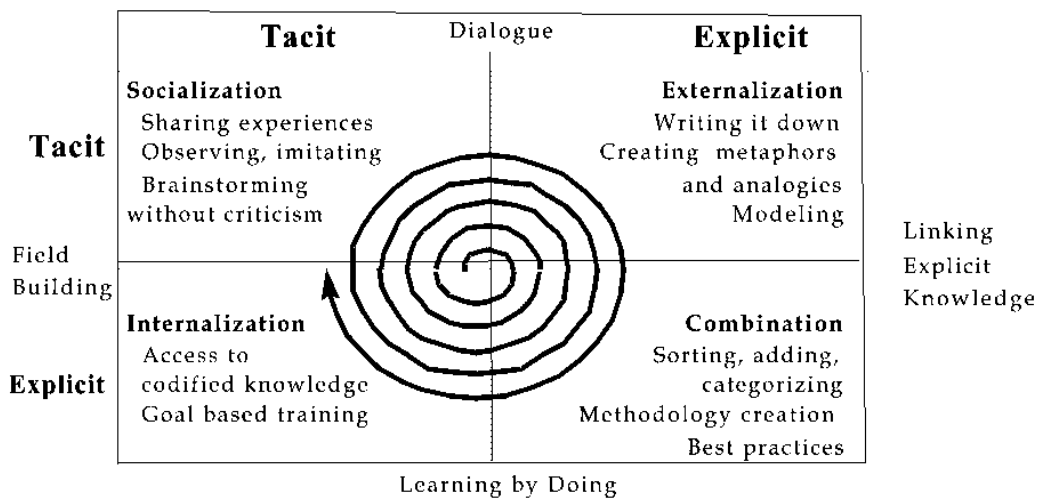 Tacit
Dialogue
Explicit
Tacit
Socialization
Sharing experiences
Observing, imitating
Brainstorming
without criticism
Externalization
Writing it down
Creating metaphors
and analogies
Modeling
Field
Building
Linking
Explicit
Knowledge
Explicit
Internalization
Access to
codified knowledge
Goal based training
Combination
Sorting, adding,
categorizing
Methodology creation
Best practices
Learning by Doing